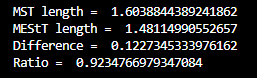 MST length =  1.6038844389241862
MEStT length =  1.48114990552657
Difference =  0.1227345333976162
Ratio =  0.9234766979347084